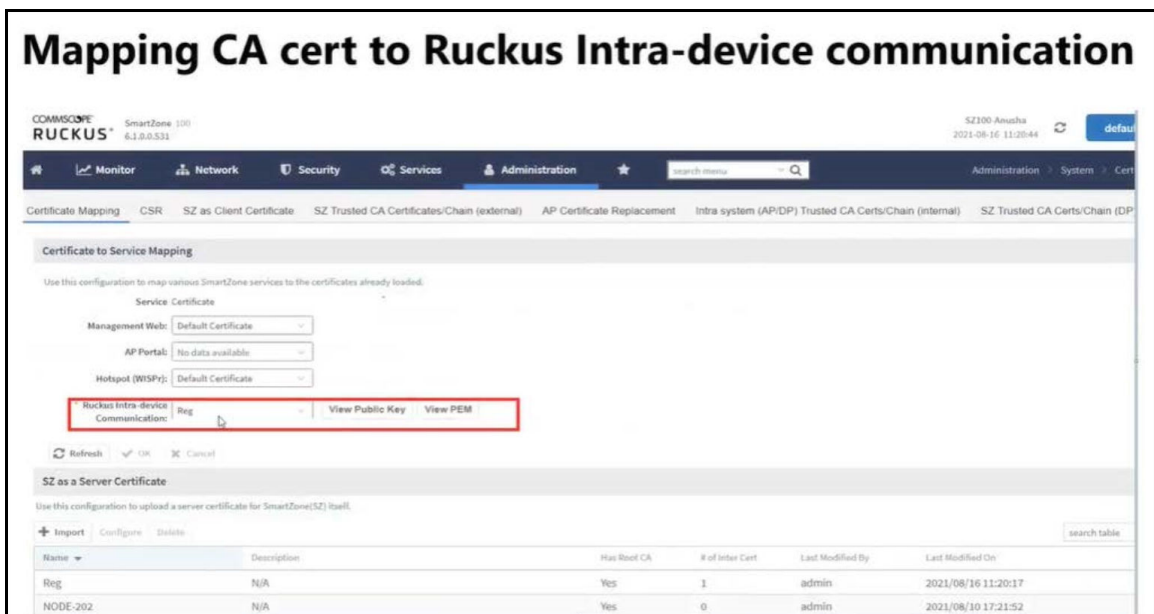 Mapping CA cert to Ruckus Intra-device communication
COMMSCOPE SmartZone 100
RUCKUS 6.1.0.0.531
SZ100 Anusha
2021-08-16 11:20:44
defau
Monitor Network Security Services Administration search menu Administration > System > Cert
Certificate Mapping CSR SZ as Client Certificate SZ Trusted CA Certificates/Chain (external) AP Certificate Replacement Intra system (AP/DP) Trusted CA Certs/Chain (internal) SZ Trusted CA Certs/Chain (DP
Certificate to Service Mapping
Use this configuration to map various SmartZone services to the certificates already loaded.
Service Certificate
Management Web: Default Certificate
AP Portal: No data available
Hotspot (WISPr): Default Certificate
* Ruckus Intra-device Communication: Reg View Public Key View PEM
Refresh OK Cancel
SZ as a Server Certificate
Use this configuration to upload a server certificate for SmartZone(SZ) itself.
Import Configure Delete search table
Name Description Has Root CA # of Inter Cert Last Modified By Last Modified On
Reg N/A Yes 1 admin 2021/08/16 11:20:17
NODE-202 N/A Yes 0 admin 2021/08/10 17:21:52